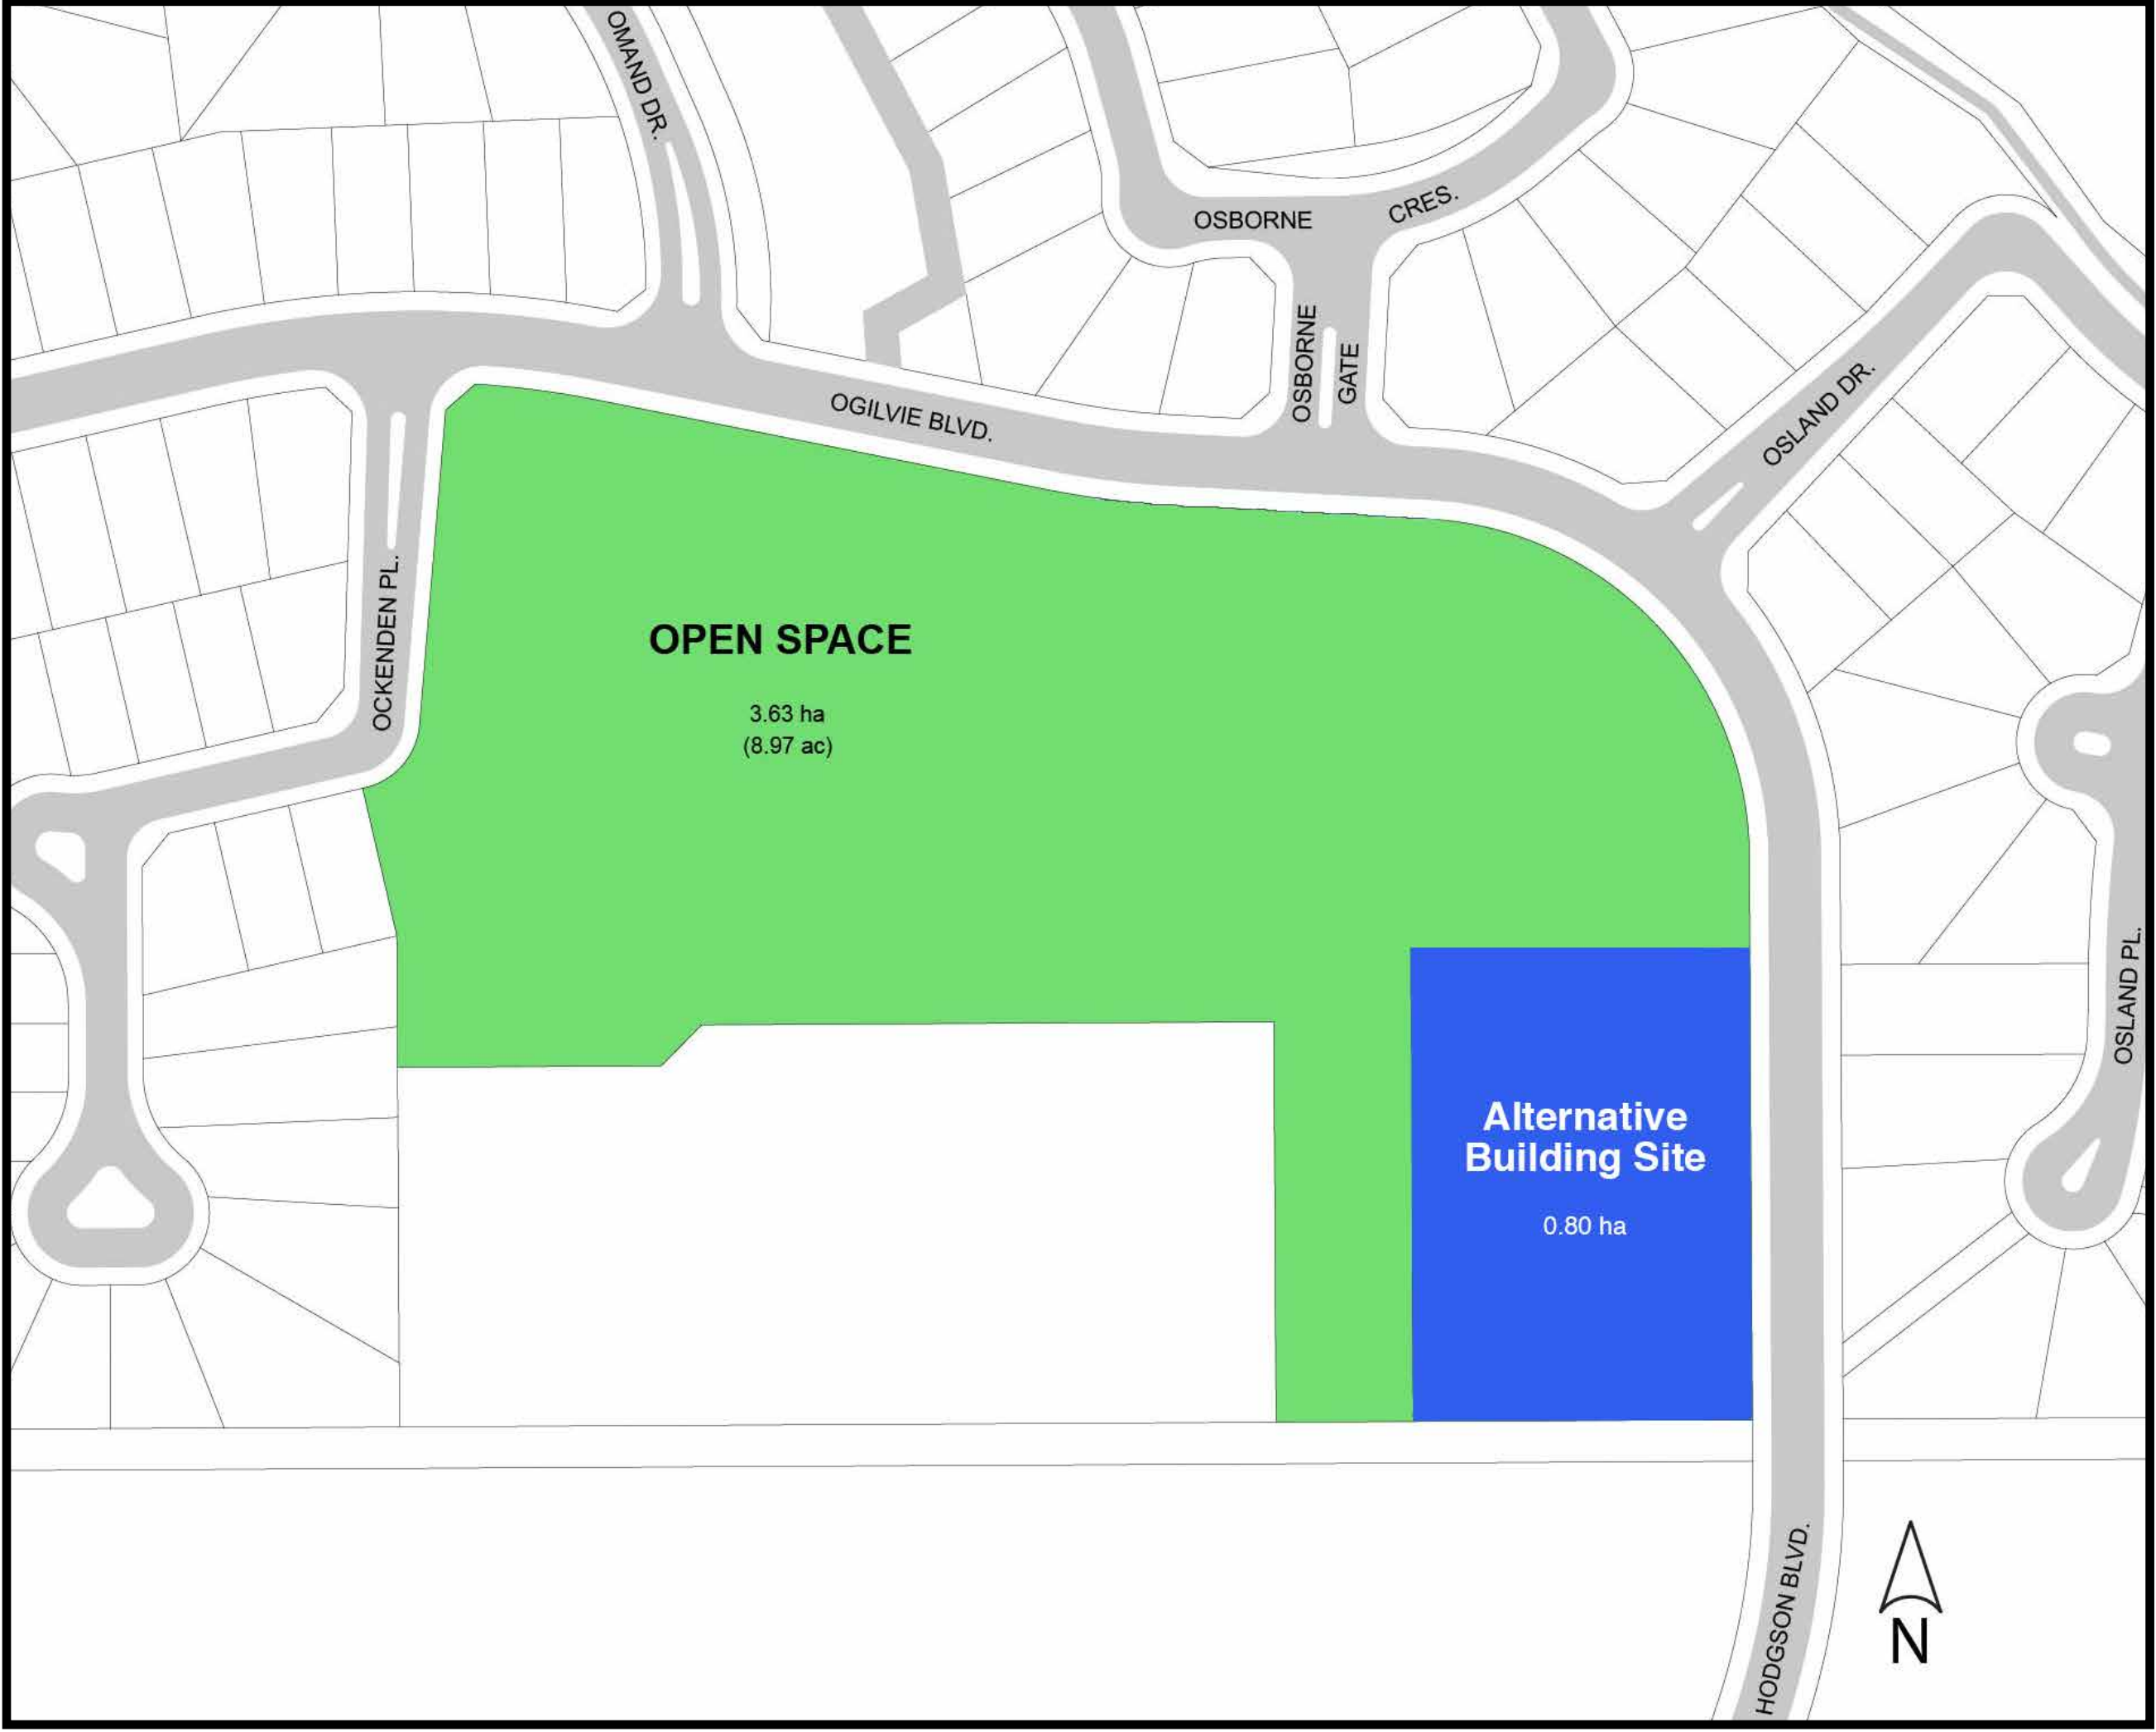 OMAND DR.
OSBORNE
CRES.
OSBORNE
GATE
OGILVIE BLVD.
OSLAND DR.
OCKENDEN PL.
OPEN SPACE
3.63 ha
(8.97 ac)
OSLAND PL.
Alternative
Building Site
0.80 ha
HODGSON BLVD.
N